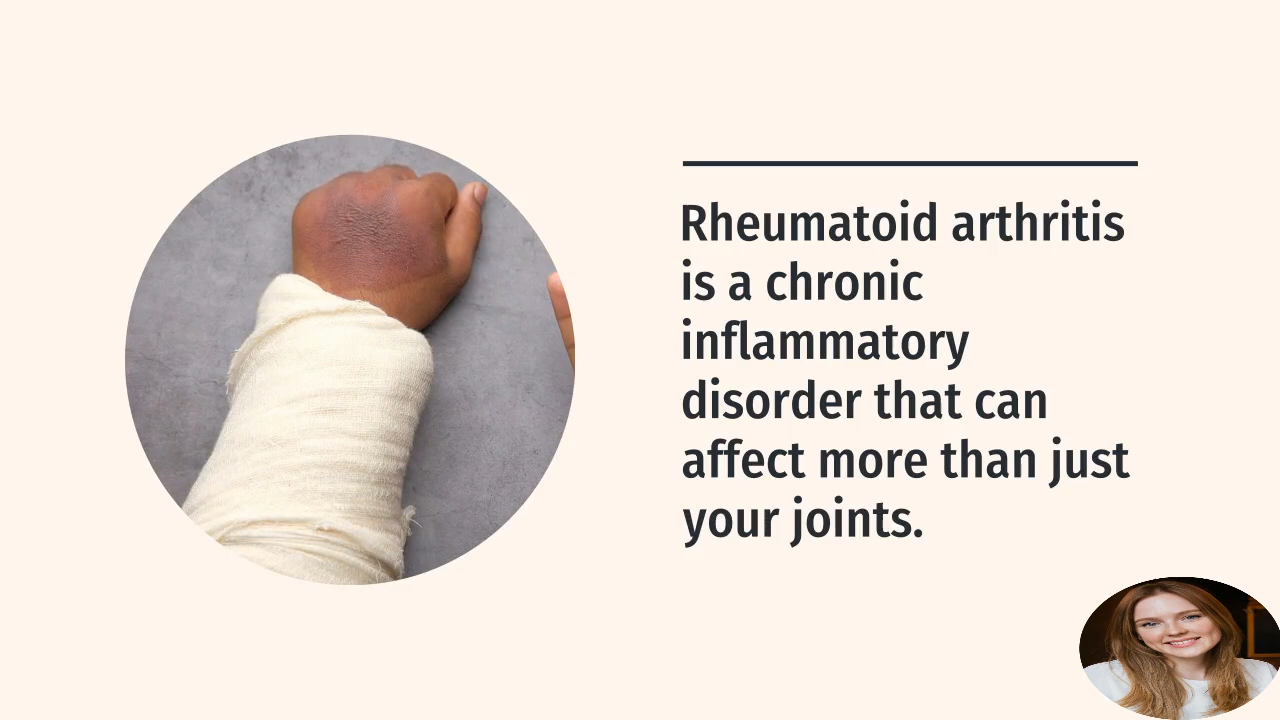 Rheumatoid arthritis
is a chronic
inflammatory
disorder that can
affect more than just
your joints.